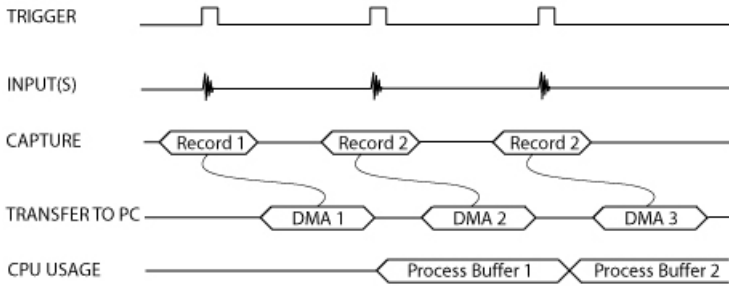 TRIGGER
INPUT(S)
CAPTURE Record 1 Record 2 Record 2
TRANSFER TO PC DMA 1 DMA 2 DMA 3
CPU USAGE Process Buffer 1 Process Buffer 2